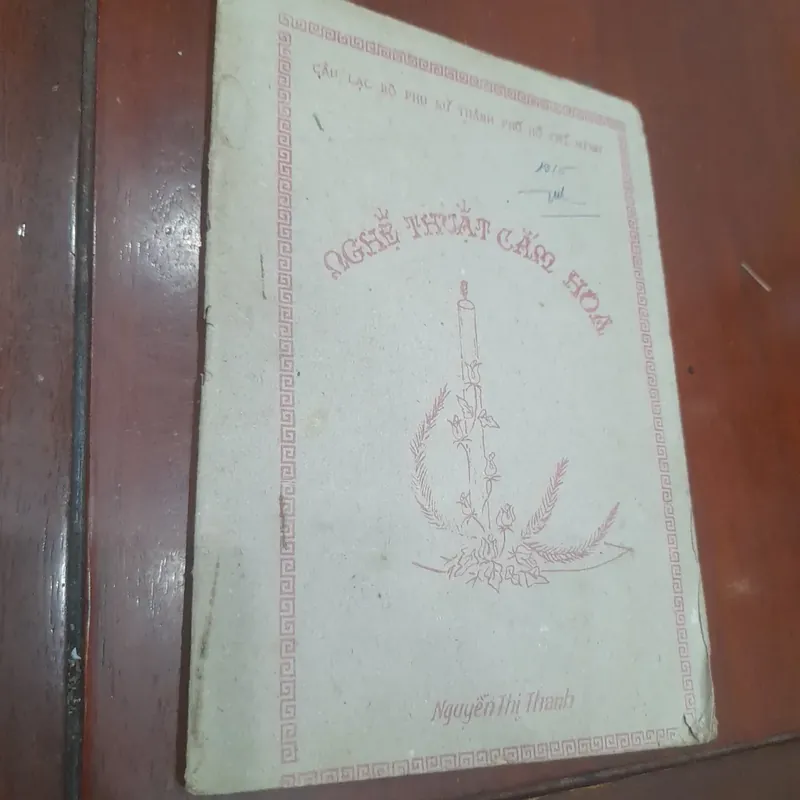 CÂU LẠC BỘ PHỤ NỮ THÀNH PHỐ HỒ CHÍ MINH
NGHỆ THUẬT CẮM HOA
Nguyễn Thị Thanh